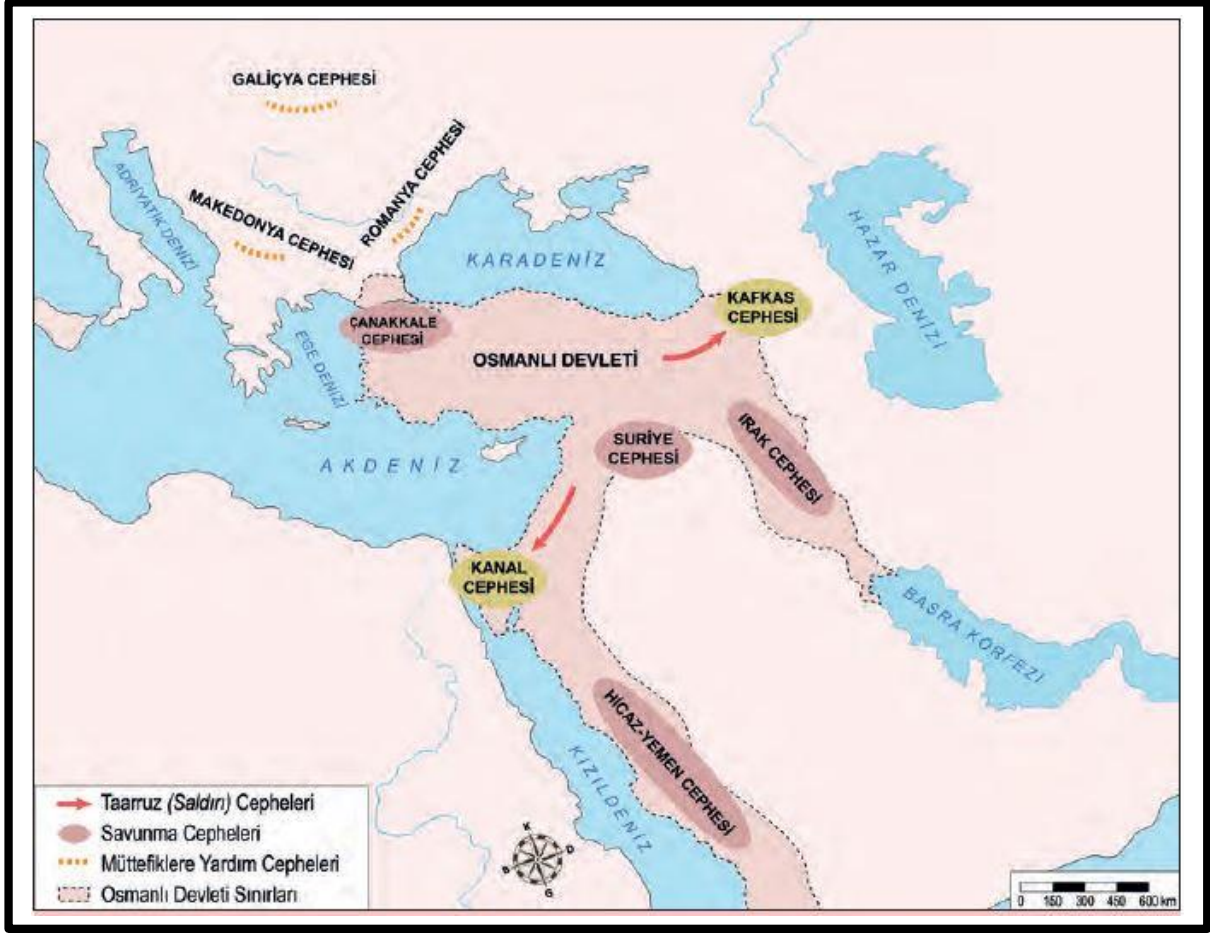 GALİÇYA CEPHESİ
ROMANYA CEPHESİ
MAKEDONYA CEPHESİ
ADRİYATİK DENİZİ
KARADENİZ
HAZAR DENİZİ
KAFKAS
CEPHESİ
ÇANAKKALE
CEPHESİ
EGE DENİZİ
OSMANLI DEVLETİ
SURİYE
CEPHESİ
IRAK CEPHESİ
AKDENİZ
KANAL
CEPHESİ
BASRA KÖRFEZİ
HİCAZ-YEMEN CEPHESİ
KIZILDENİZ
Taarruz (Saldırı) Cepheleri
Savunma Cepheleri
Müttefiklere Yardım Cepheleri
Osmanlı Devleti Sınırları
K
D
B
G
0 150 300 450 600 km